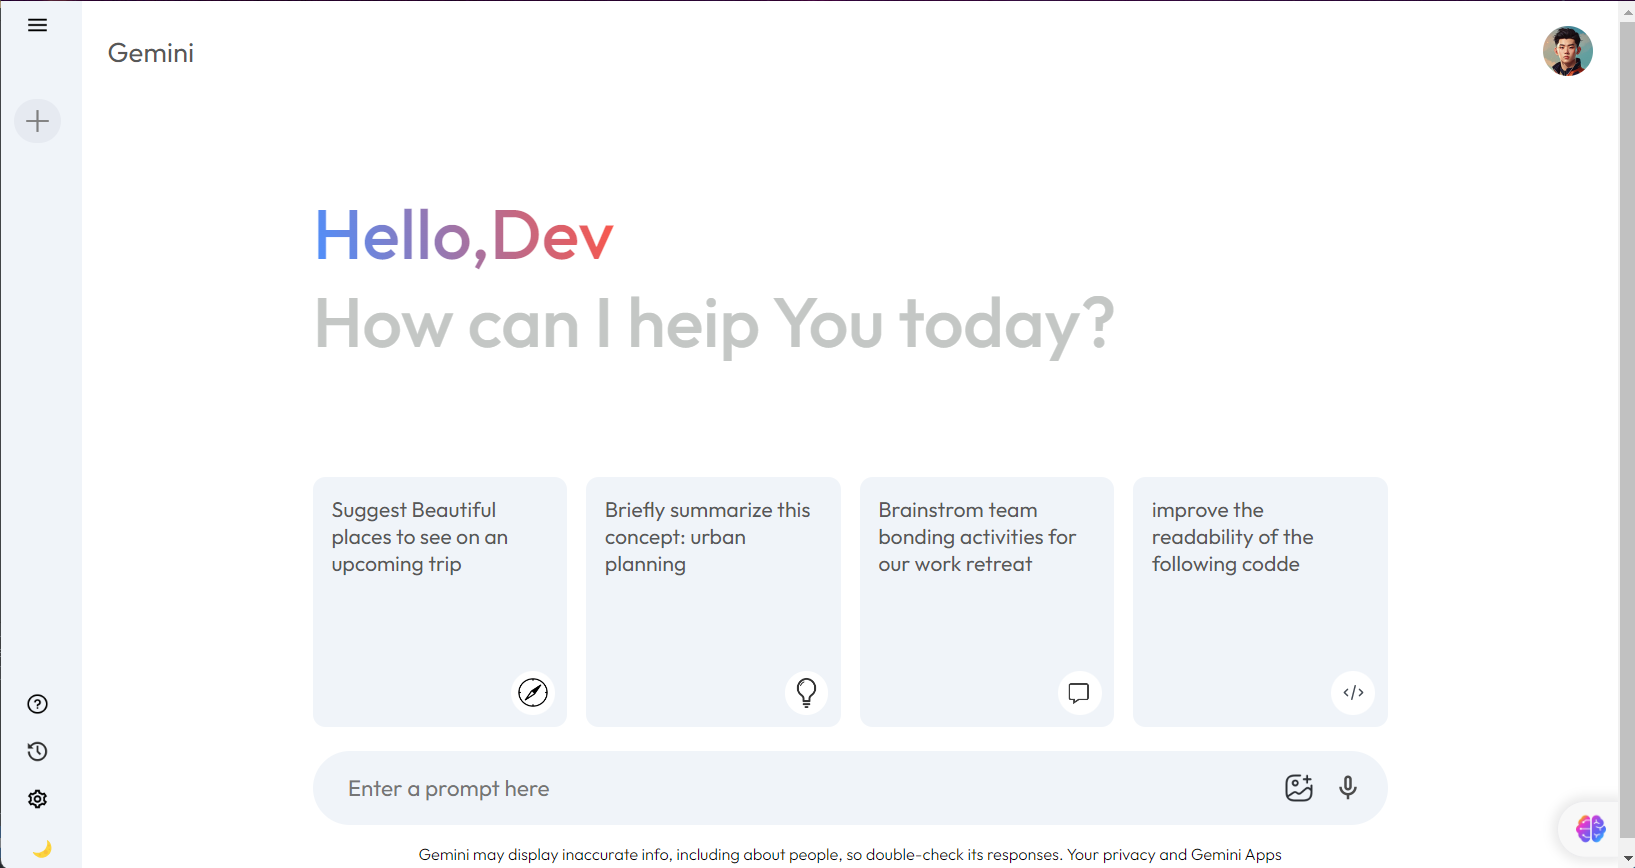 Gemini
Hello,Dev
How can I heip You today?
Suggest Beautiful
places to see on an
upcoming trip
Briefly summarize this
concept: urban
planning
Brainstrom team
bonding activities for
our work retreat
improve the
readability of the
following codde
Enter a prompt here
Gemini may display inaccurate info, including about people, so double-check its responses. Your privacy and Gemini Apps